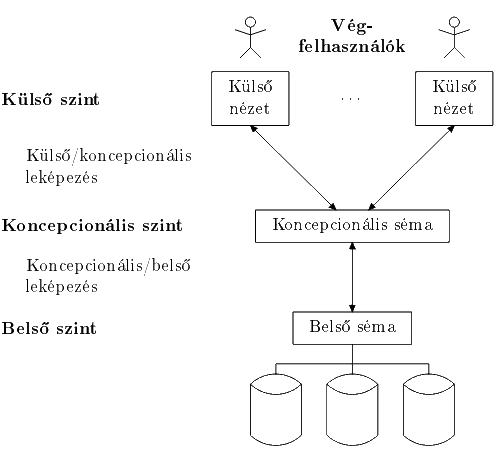 Vég-
felhasználók
Külső
nézet
. . .
Külső
nézet
Külső szint
Külső/koncepcionális
leképezés
Koncepcionális szint
Koncepcionális séma
Koncepcionális/belső
leképezés
Belső szint
Belső séma